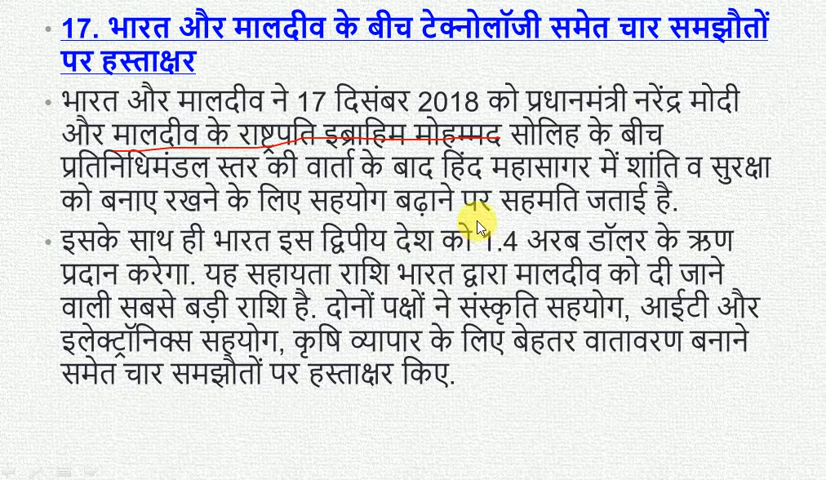 17. भारत और मालदीव के बीच टेक्नोलॉजी समेत चार समझौतों
पर हस्ताक्षर
भारत और मालदीव ने 17 दिसंबर 2018 को प्रधानमंत्री नरेंद्र मोदी
और मालदीव के राष्ट्रपति इब्राहिम मोहम्मद सोलिह के बीच
प्रतिनिधिमंडल स्तर की वार्ता के बाद हिंद महासागर में शांति व सुरक्षा
को बनाए रखने के लिए सहयोग बढ़ाने पर सहमति जताई है.
इसके साथ ही भारत इस द्विपीय देश को 1.4 अरब डॉलर के ऋण
प्रदान करेगा. यह सहायता राशि भारत द्वारा मालदीव को दी जाने
वाली सबसे बड़ी राशि है. दोनों पक्षों ने संस्कृति सहयोग, आईटी और
इलेक्ट्रॉनिक्स सहयोग, कृषि व्यापार के लिए बेहतर वातावरण बनाने
समेत चार समझौतों पर हस्ताक्षर किए.